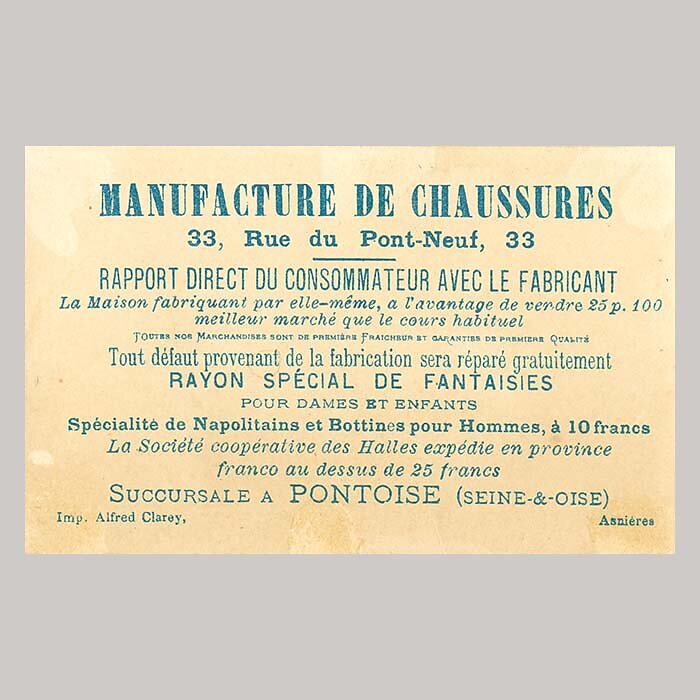 MANUFACTURE DE CHAUSSURES
33, Rue du Pont-Neuf, 33
RAPPORT DIRECT DU CONSOMMATEUR AVEC LE FABRICANT
La Maison fabriquant par elle-même, a l'avantage de vendre 25 p. 100
meilleur marché que le cours habituel
TOUTES NOS MARCHANDISES SONT DE PREMIÈRE FRAICHEUR ET GARANTIES DE PREMIERE QUALITÉ
Tout défaut provenant de la fabrication sera réparé gratuitement
RAYON SPÉCIAL DE FANTAISIES
POUR DAMES ET ENFANTS
Spécialité de Napolitains et Bottines pour Hommes, à 10 francs
La Société coopérative des Halles expédie en province
franco au dessus de 25 francs
SUCCURSALE A PONTOISE (SEINE-&-OISE)
Imp. Alfred Clarey, Asnières